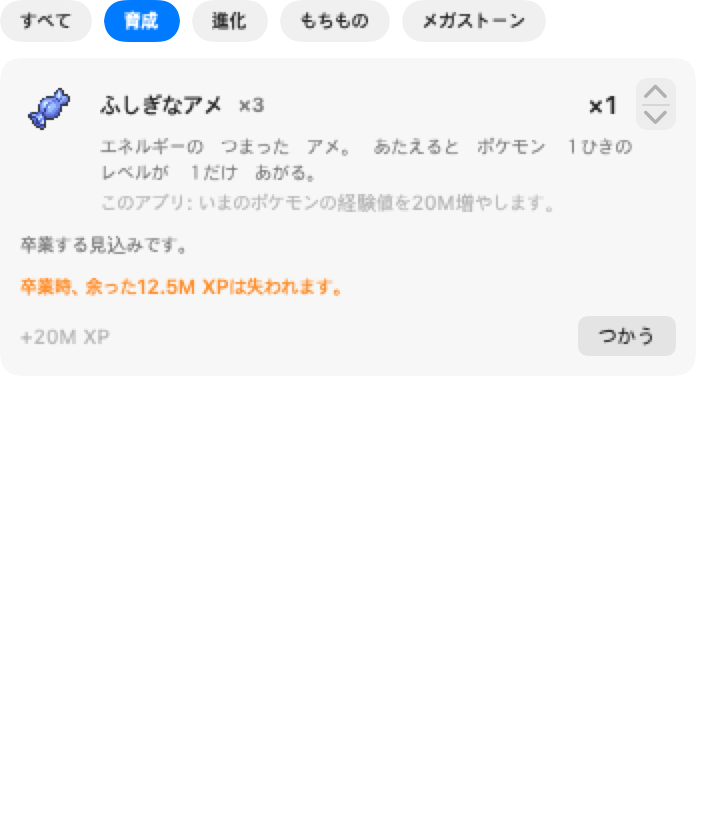 すべて 育成 進化 もちもの メガストーン
ふしぎなアメ ×3 ×1
エネルギーの　つまった　アメ。　あたえると　ポケモン　1ぴきの
レベルが　1だけ　あがる。
このアプリ: いまのポケモンの経験値を20M増やします。
卒業する見込みです。
卒業時、余った12.5M XPは失われます。
+20M XP つかう